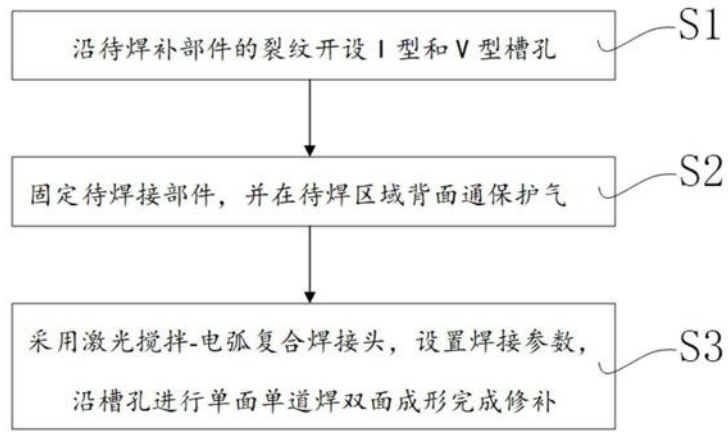 沿待焊补部件的裂纹开设 I 型和 V 型槽孔
S1
固定待焊接部件，并在待焊区域背面通保护气
S2
采用激光搅拌-电弧复合焊接头，设置焊接参数，
沿槽孔进行单面单道焊双面成形完成修补
S3